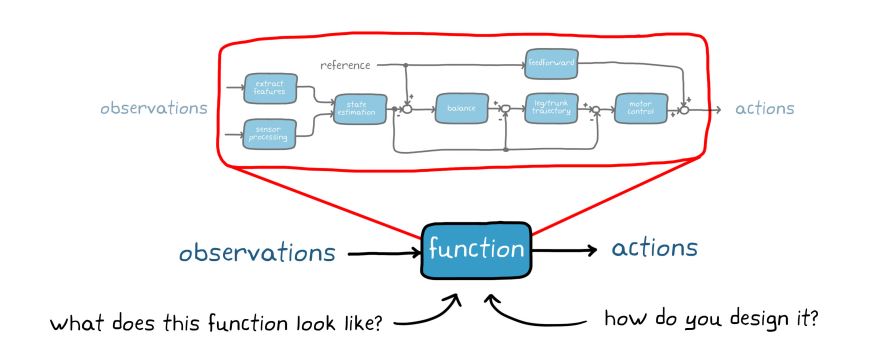 reference
feedforward
extract
features
observations
state
estimation
balance
leg/trunk
trajectory
motor
control
actions
sensor
processing
observations
function
actions
what does this function look like?
how do you design it?